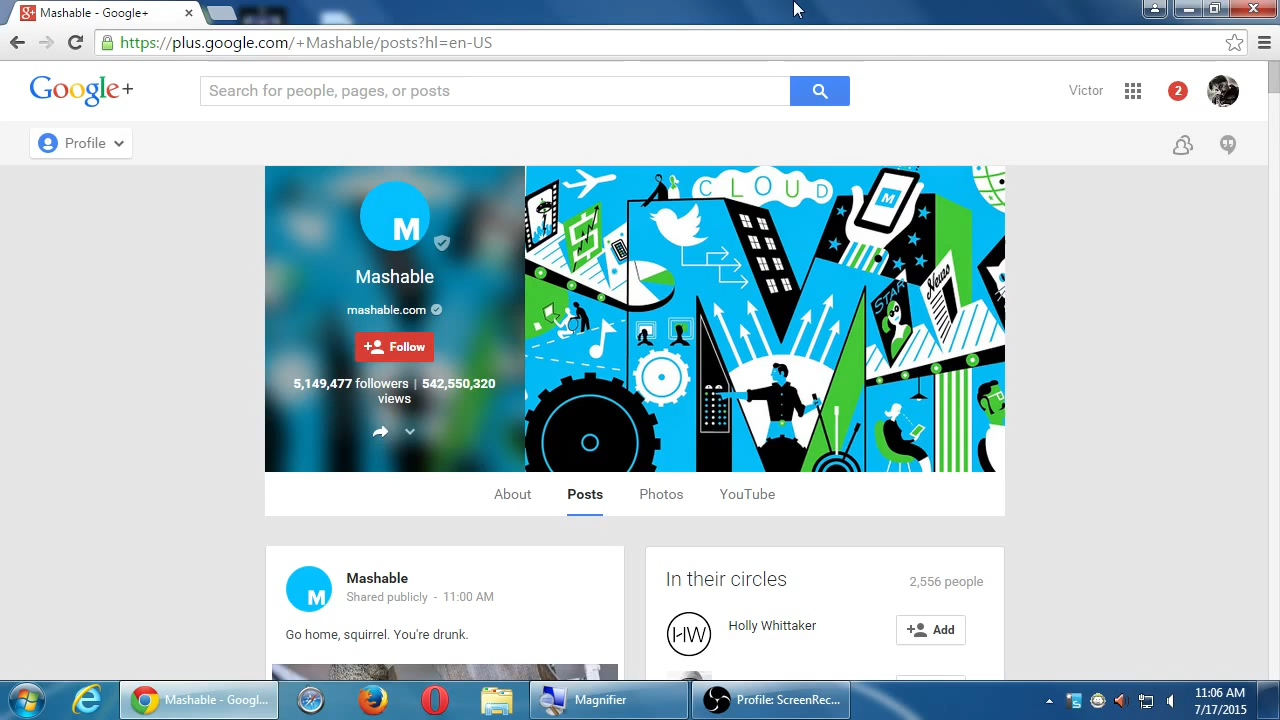 Mashable - Google+
https://plus.google.com/+Mashable/posts?hl=en-US
Google+
Search for people, pages, or posts
Victor
2
Profile
M
Mashable
mashable.com
Follow
5,149,477 followers | 542,550,320
views
CLOUD
M
STAR
News
About
Posts
Photos
YouTube
M
Mashable
Shared publicly - 11:00 AM
Go home, squirrel. You're drunk.
In their circles
2,556 people
HW
Holly Whittaker
Add
Mashable - Googl...
Magnifier
Profile: ScreenRec...
11:06 AM
7/17/2015